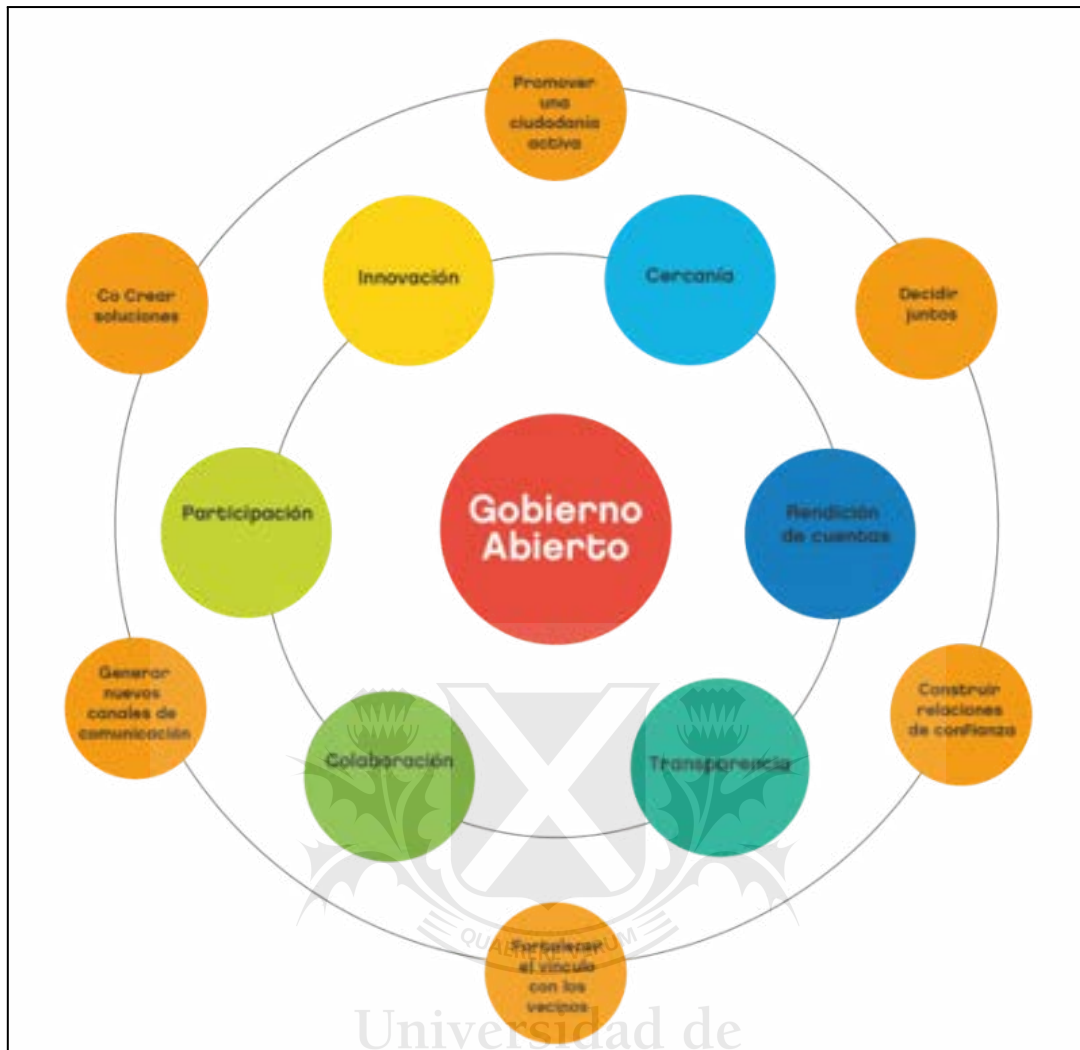 Promover
una
ciudadanía
activa
Innovación
Cercanía
Co Crear
soluciones
Decidir
juntos
Gobierno
Abierto
Participación
Rendición
de cuentas
Generar
nuevos
canales de
comunicación
Construir
relaciones
de confianza
Colaboración
Transparencia
Fortalecer
el vínculo
con los
vecinos
Universidad de